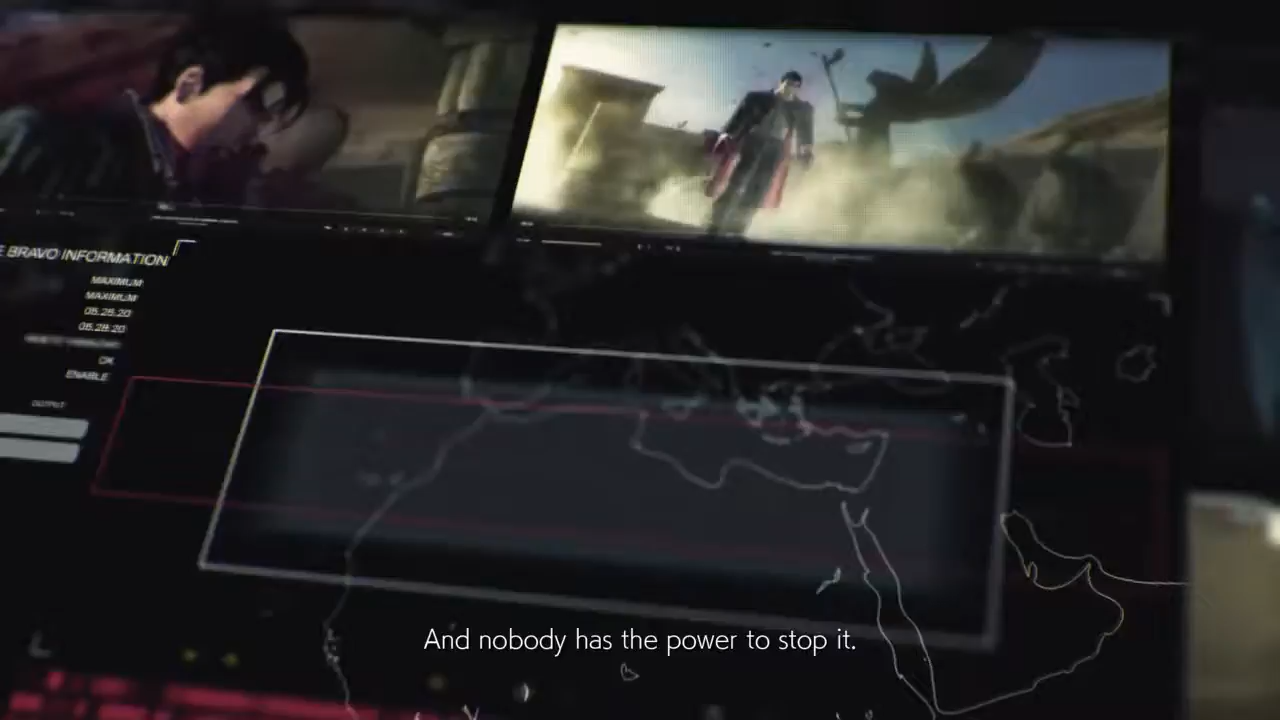 E BRAVO INFORMATION
MAXIMUM
MAXIMUM
05.25.20
05.28.20
OK
ENABLE
OUTPUT
And nobody has the power to stop it.